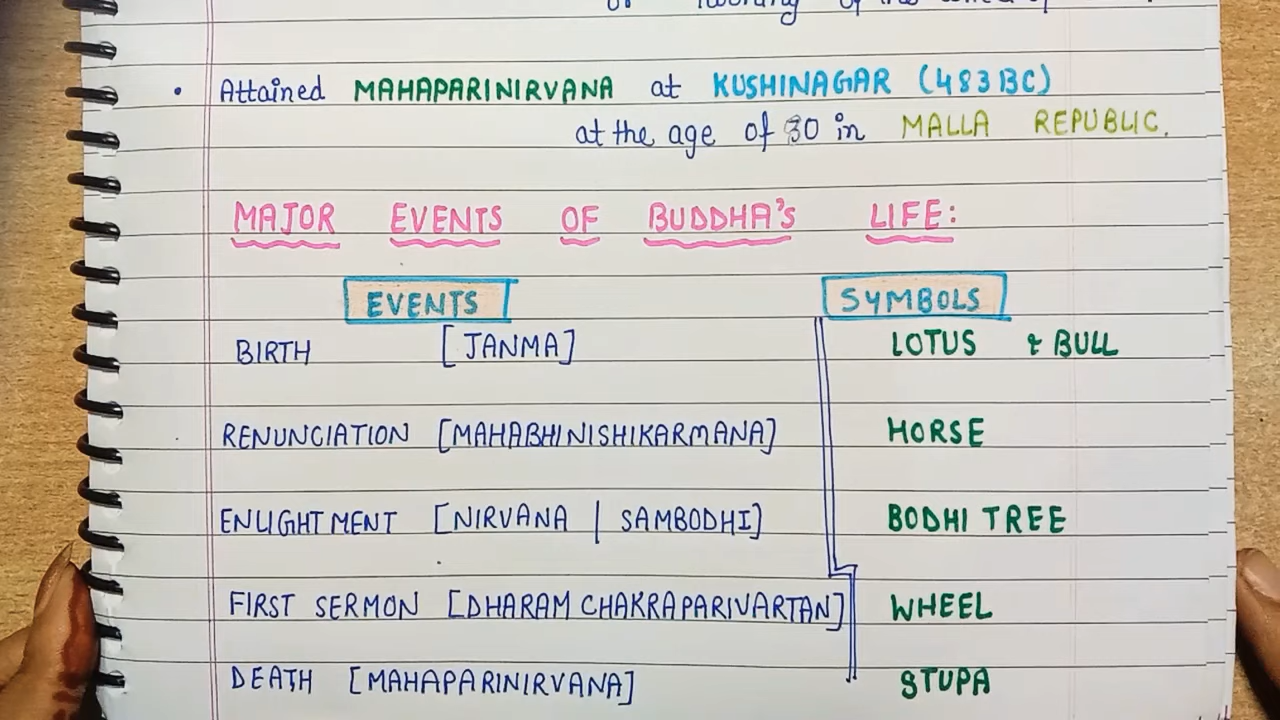 Attained MAHAPARINIRVANA at KUSHINAGAR (483 BC)
at the age of 80 in MALLA REPUBLIC.
MAJOR EVENTS OF BUDDHA's LIFE:
EVENTS SYMBOLS
BIRTH [JANMA] LOTUS & BULL
RENUNCIATION [MAHABHINISHIKARMANA] HORSE
ENLIGHTMENT [NIRVANA | SAMBODHI] BODHI TREE
FIRST SERMON [DHARAM CHAKRAPARIVARTAN] WHEEL
DEATH [MAHAPARINIRVANA] STUPA